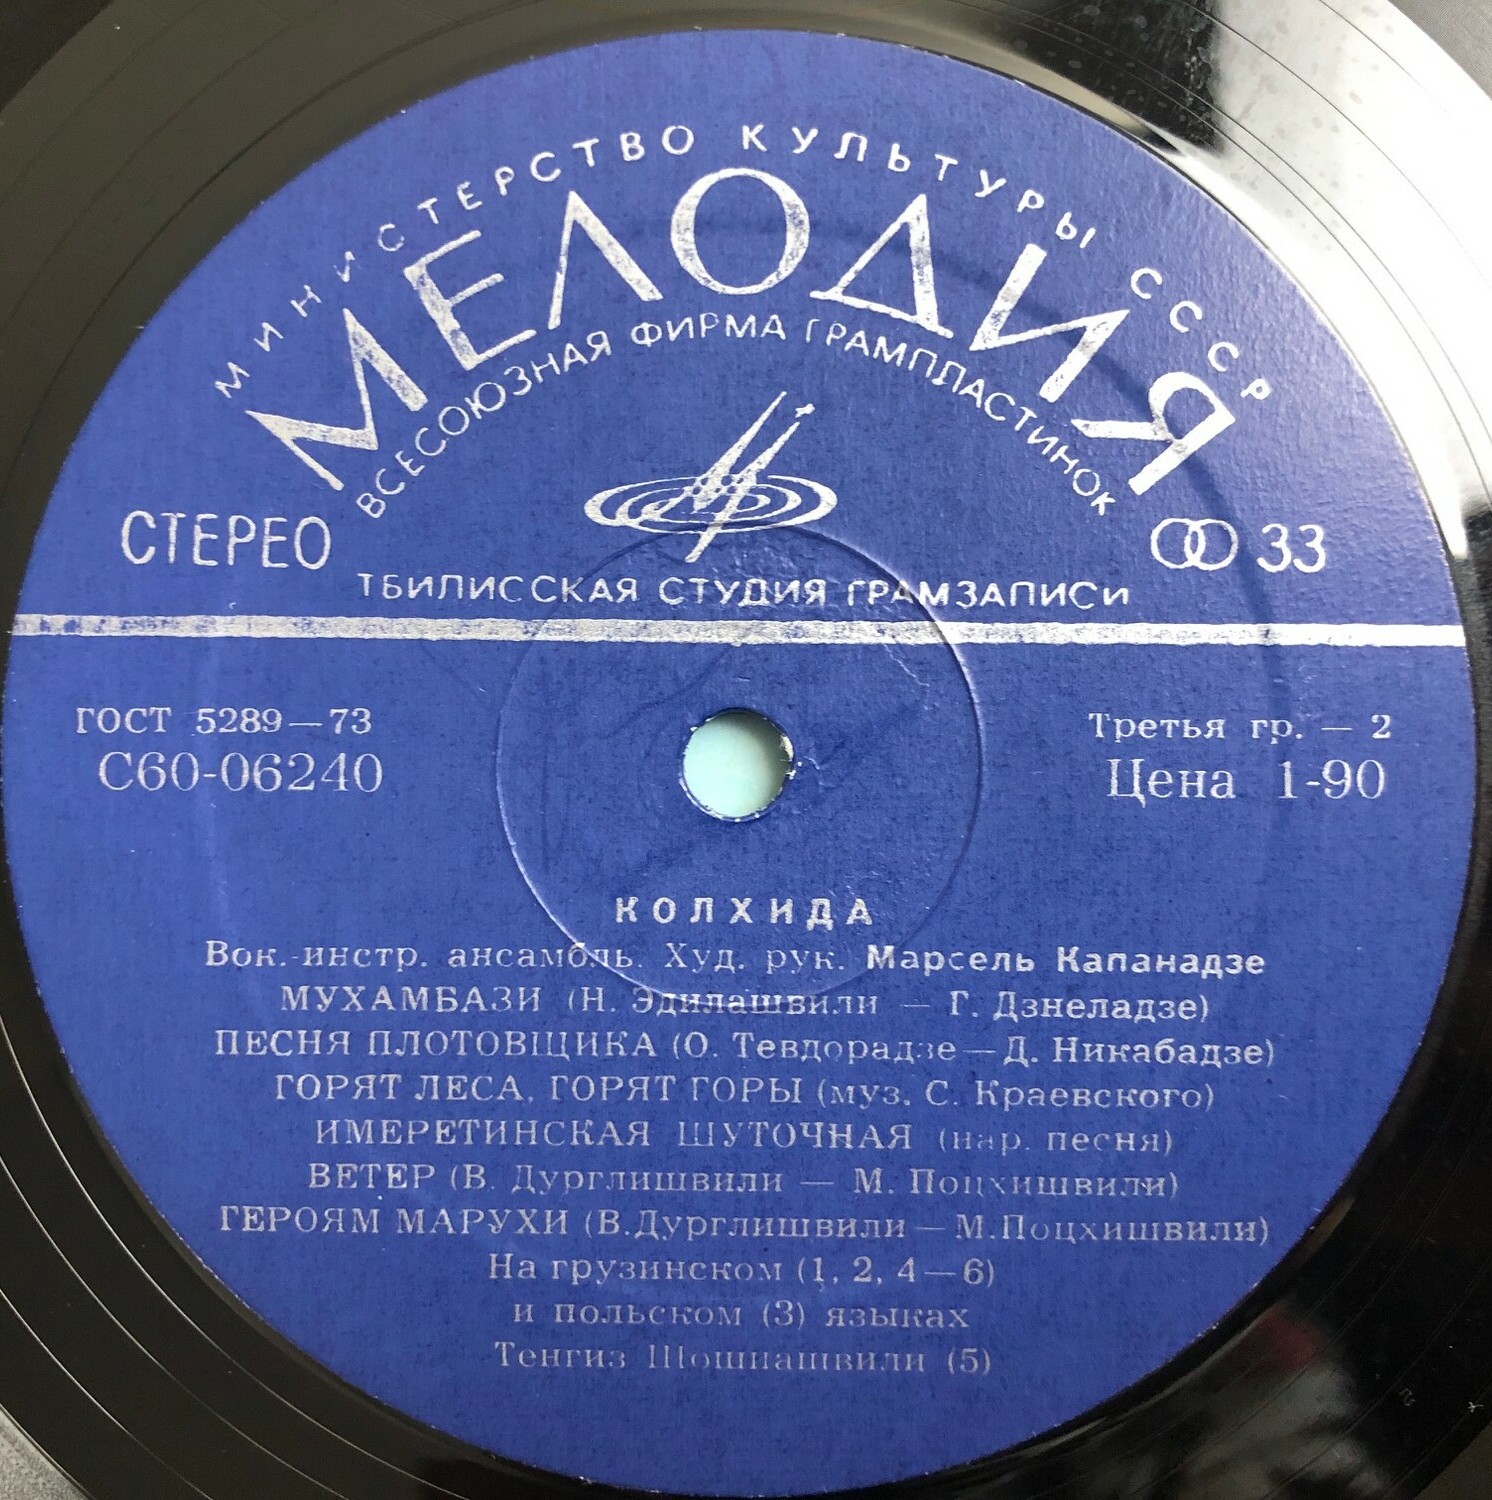 МИНИСТЕРСТВО КУЛЬТУРЫ СССР
МЕЛОДИЯ
ВСЕСОЮЗНАЯ ФИРМА ГРАМПЛАСТИНОК
СТЕРЕО
33
ТБИЛИССКАЯ СТУДИЯ ГРАМЗАПИСИ
ГОСТ 5289—73
Третья гр. — 2
С60-06240
Цена 1-90
КОЛХИДА
Вок.-инстр. ансамбль. Худ. рук. Марсель Капанадзе
МУХАМБАЗИ (Н. Эдилашвили — Г. Дзнеладзе)
ПЕСНЯ ПЛОТОВЩИКА (О. Тевдорадзе—Д. Никабадзе)
ГОРЯТ ЛЕСА, ГОРЯТ ГОРЫ (муз. С. Краевского)
ИМЕРЕТИНСКАЯ ШУТОЧНАЯ (нар. песня)
ВЕТЕР (В. Дурглишвили — М. Поцхишвили)
ГЕРОЯМ МАРУХИ (В.Дурглишвили—М.Поцхишвили)
На грузинском (1, 2, 4—6)
и польском (3) языках
Тенгиз Шошиашвили (5)